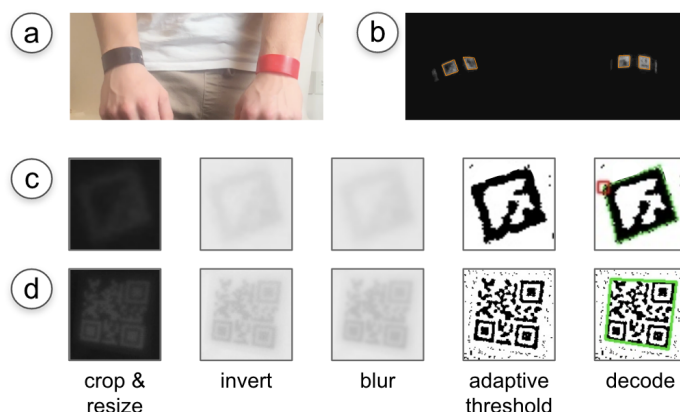 a
b
c
d
crop & resize
invert
blur
adaptive threshold
decode